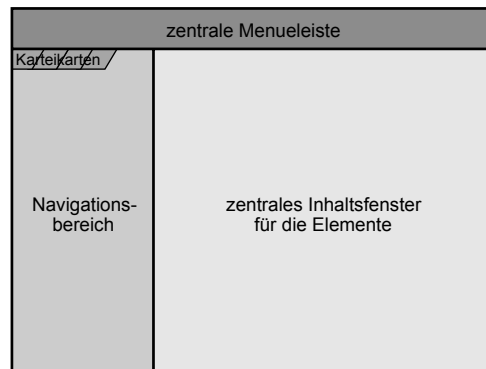 zentrale Menueleiste
Karteikarten
Navigations-
bereich
zentrales Inhaltsfenster
für die Elemente